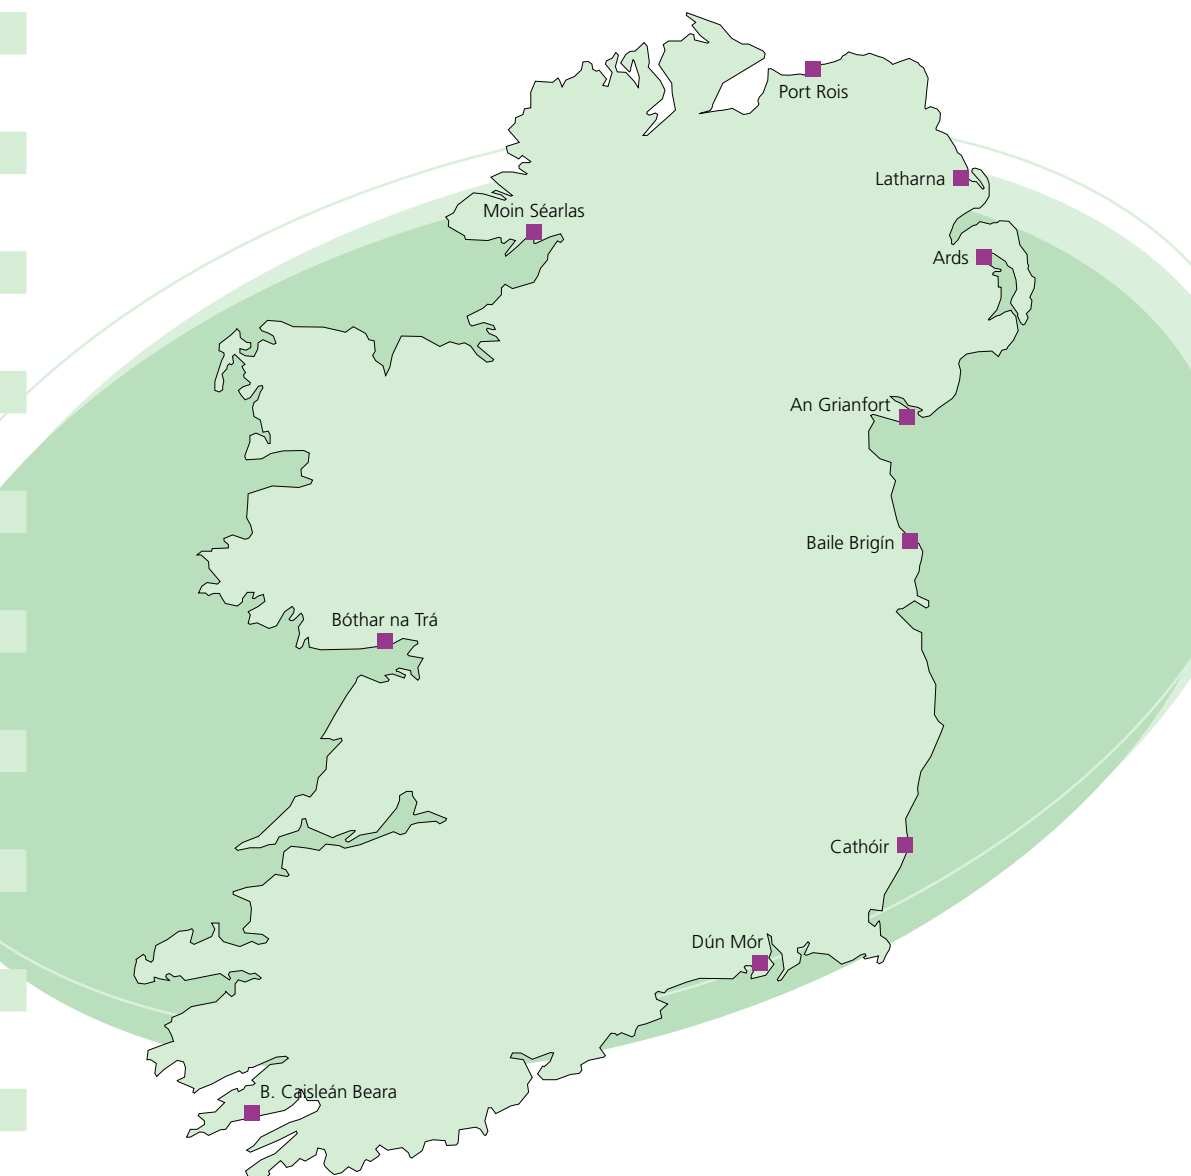 Port Rois
Latharna
Moin Séarlas
Ards
An Grianfort
Baile Brigín
Bóthar na Trá
Cathóir
Dún Mór
B. Caisleán Beara